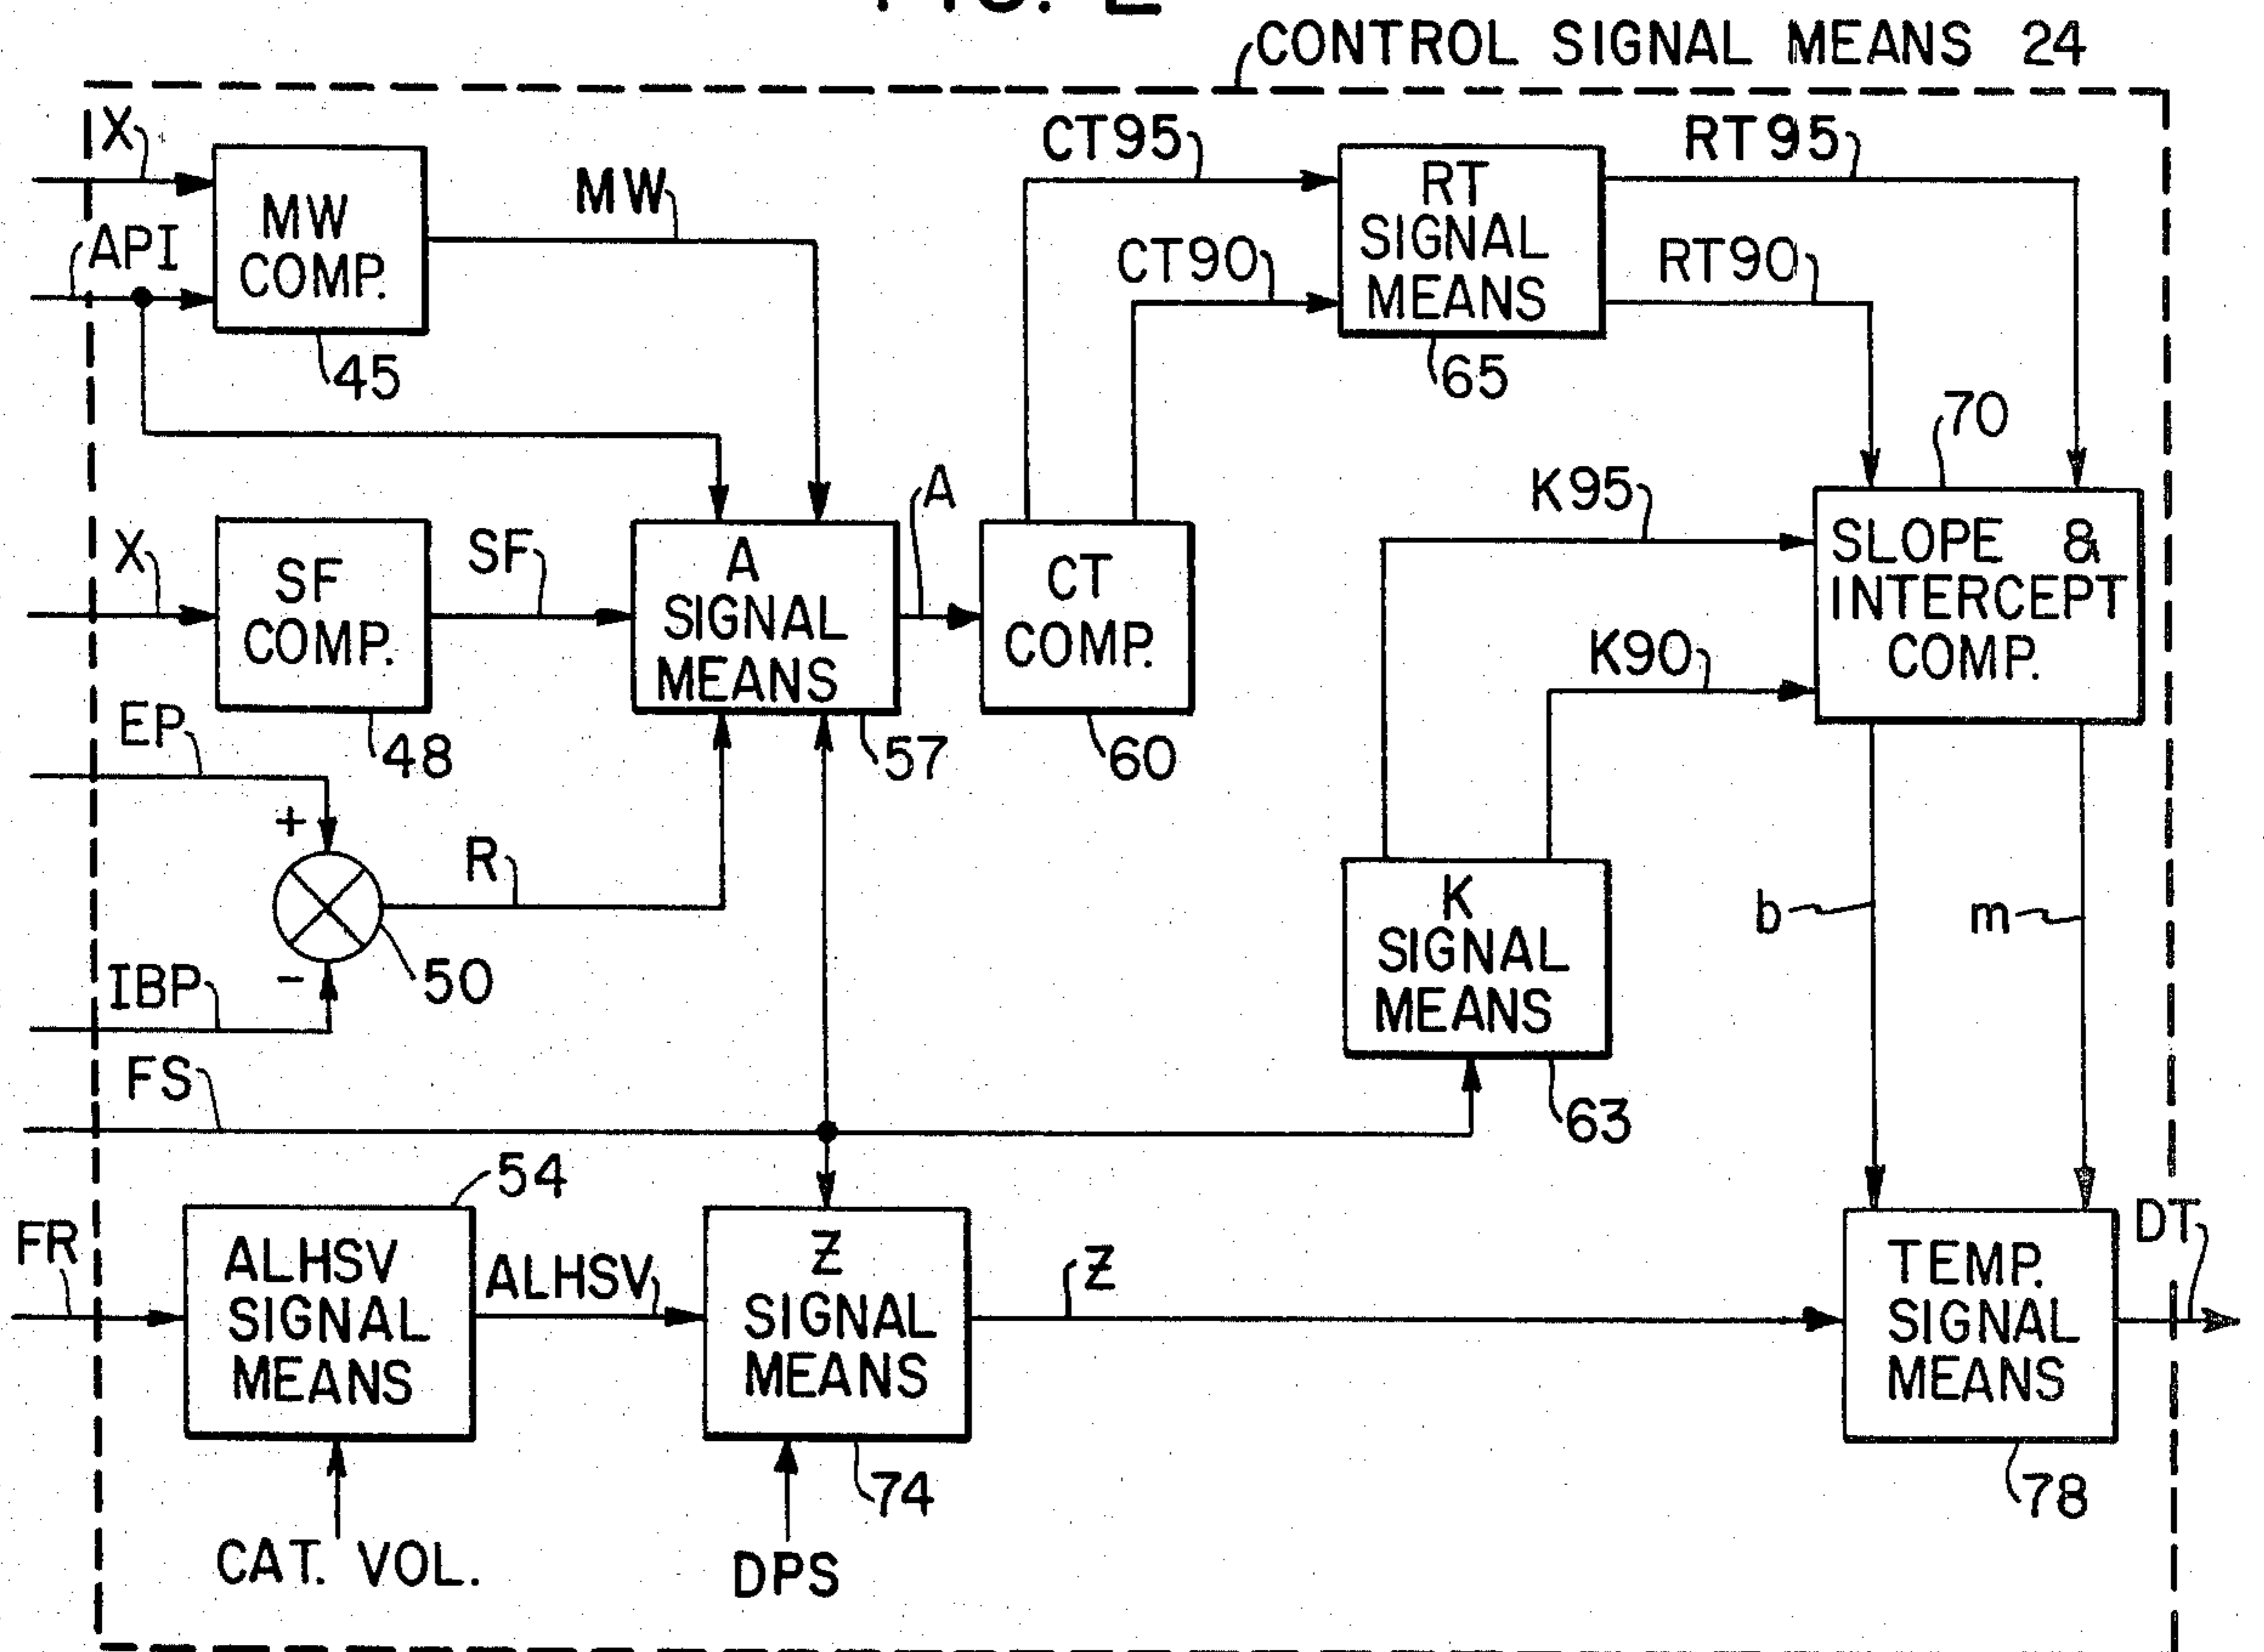 FIG. 2
CONTROL SIGNAL MEANS 24
X
API
MW
COMP.
45
MW
CT95
CT90
RT
SIGNAL
MEANS
65
RT95
RT90
X
SF
COMP.
48
SF
A
SIGNAL
MEANS
57
A
CT
COMP.
60
K95
K90
70
SLOPE &
INTERCEPT
COMP.
EP
+
-
50
R
IBP
FS
K
SIGNAL
MEANS
63
b
m
FR
54
ALHSV
SIGNAL
MEANS
CAT. VOL.
ALHSV
Z
SIGNAL
MEANS
74
DPS
Z
TEMP.
SIGNAL
MEANS
78
DT